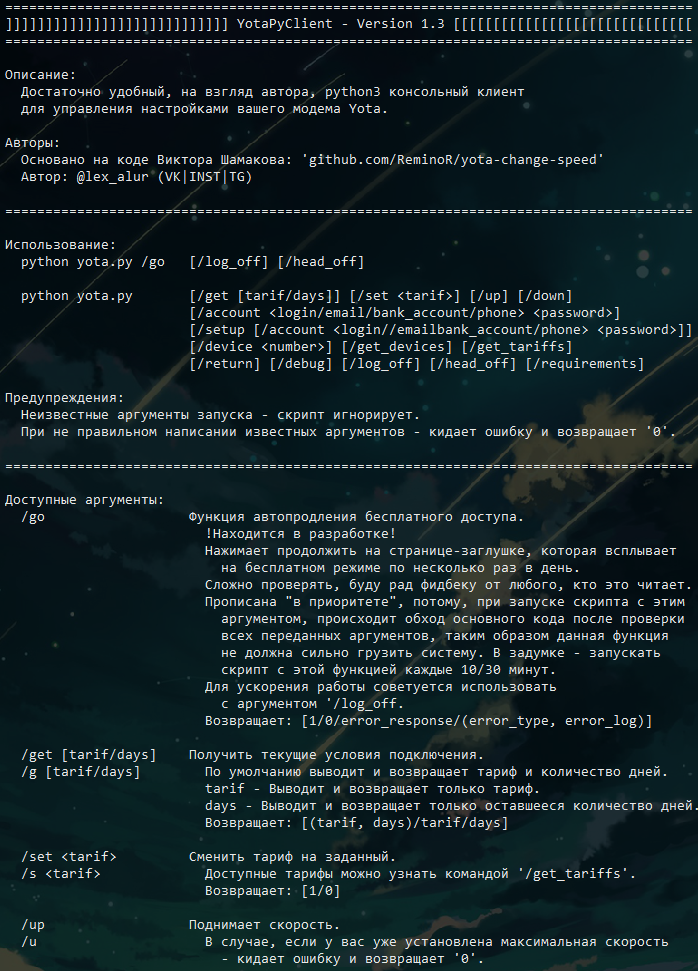 ======================================================================================
]]]]]]]]]]]]]]]]]]]]]]]]]]]] YotaPyClient - Version 1.3 [[[[[[[[[[[[[[[[[[[[[[[[[[[[[[
======================================================================================
Описание:
Достаточно удобный, на взгляд автора, python3 консольный клиент
для управления настройками вашего модема Yota.
Авторы:
Основано на коде Виктора Шамакова: 'github.com/ReminoR/yota-change-speed'
Автор: @lex_alur (VK|INST|TG)
======================================================================================
Использование:
python yota.py /go [/log_off] [/head_off]
python yota.py [/get [tarif/days]] [/set <tarif>] [/up] [/down]
[/account <login/email/bank_account/phone> <password>]
[/setup [/account <login//emailbank_account/phone> <password>]]
[/device <number>] [/get_devices] [/get_tariffs]
[/return] [/debug] [/log_off] [/head_off] [/requirements]
Предупреждения:
Неизвестные аргументы запуска - скрипт игнорирует.
При не правильном написании известных аргументов - кидает ошибку и возвращает '0'.
======================================================================================
Доступные аргументы:
/go Функция автопродления бесплатного доступа.
!Находится в разработке!
Нажимает продолжить на странице-заглушке, которая всплывает
на бесплатном режиме по несколько раз в день.
Сложно проверять, буду рад фидбеку от любого, кто это читает.
Прописана "в приоритете", потому, при запуске скрипта с этим
аргументом, происходит обход основного кода после проверки
всех переданных аргументов, таким образом данная функция
не должна сильно грузить систему. В задумке - запускать
скрипт с этой функцией каждые 10/30 минут.
Для ускорения работы советуется использовать
с аргументом '/log_off.
Возвращает: [1/0/error_response/(error_type, error_log)]
/get [tarif/days] Получить текущие условия подключения.
/g [tarif/days] По умолчанию выводит и возвращает тариф и количество дней.
tarif - Выводит и возвращает только тариф.
days - Выводит и возвращает только оставшееся количество дней.
Возвращает: [(tarif, days)/tarif/days]
/set <tarif> Сменить тариф на заданный.
/s <tarif> Доступные тарифы можно узнать командой '/get_tariffs'.
Возвращает: [1/0]
/up Поднимает скорость.
/u В случае, если у вас уже установлена максимальная скорость
- кидает ошибку и возвращает '0'.